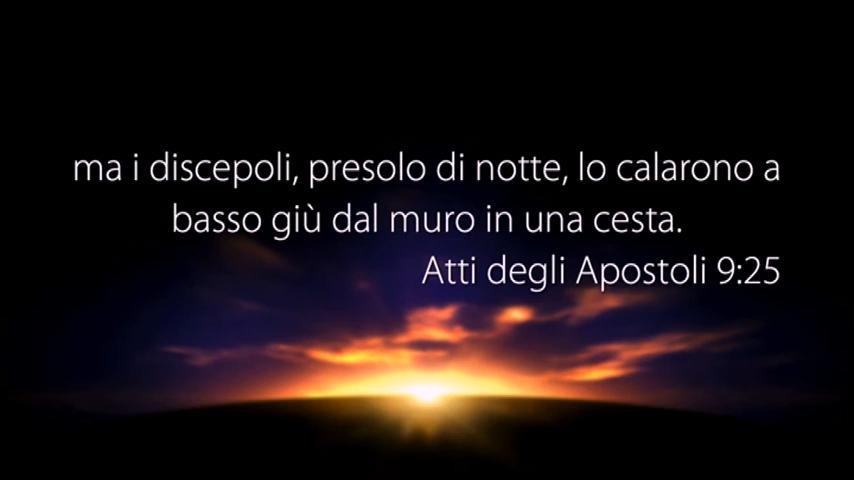 ma i discepoli, presolo di notte, lo calarono a
basso giù dal muro in una cesta.
Atti degli Apostoli 9:25